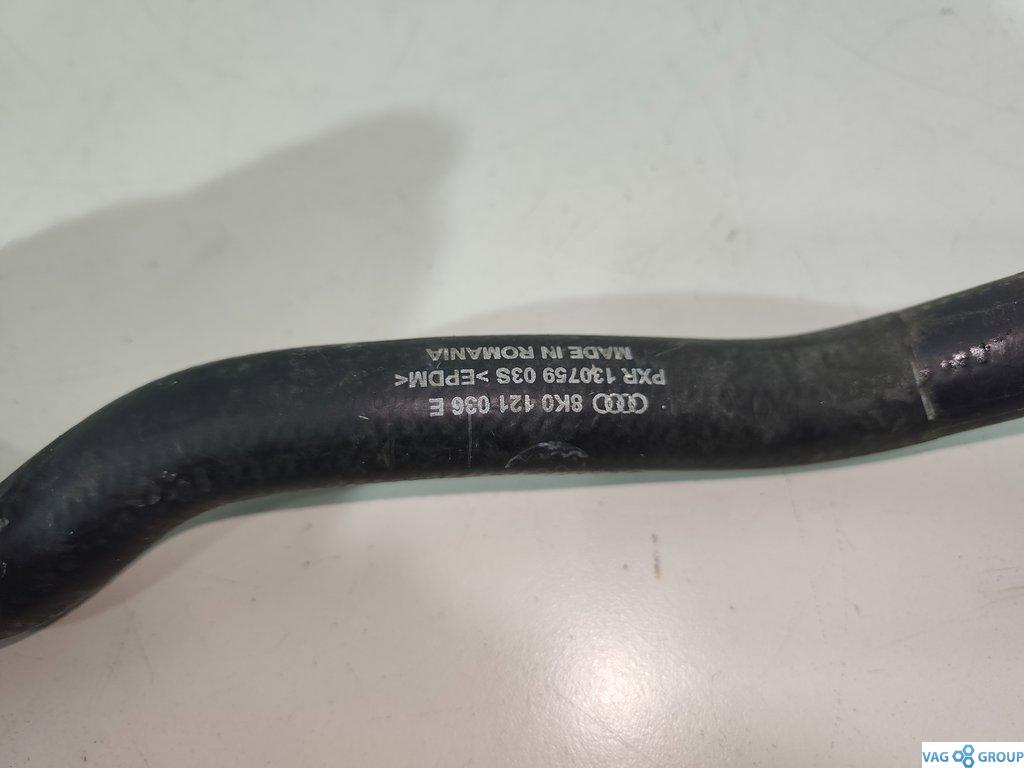 8K0 121 036 E
PXR 130759 03S >EPDM<
MADE IN ROMANIA
VAG GROUP